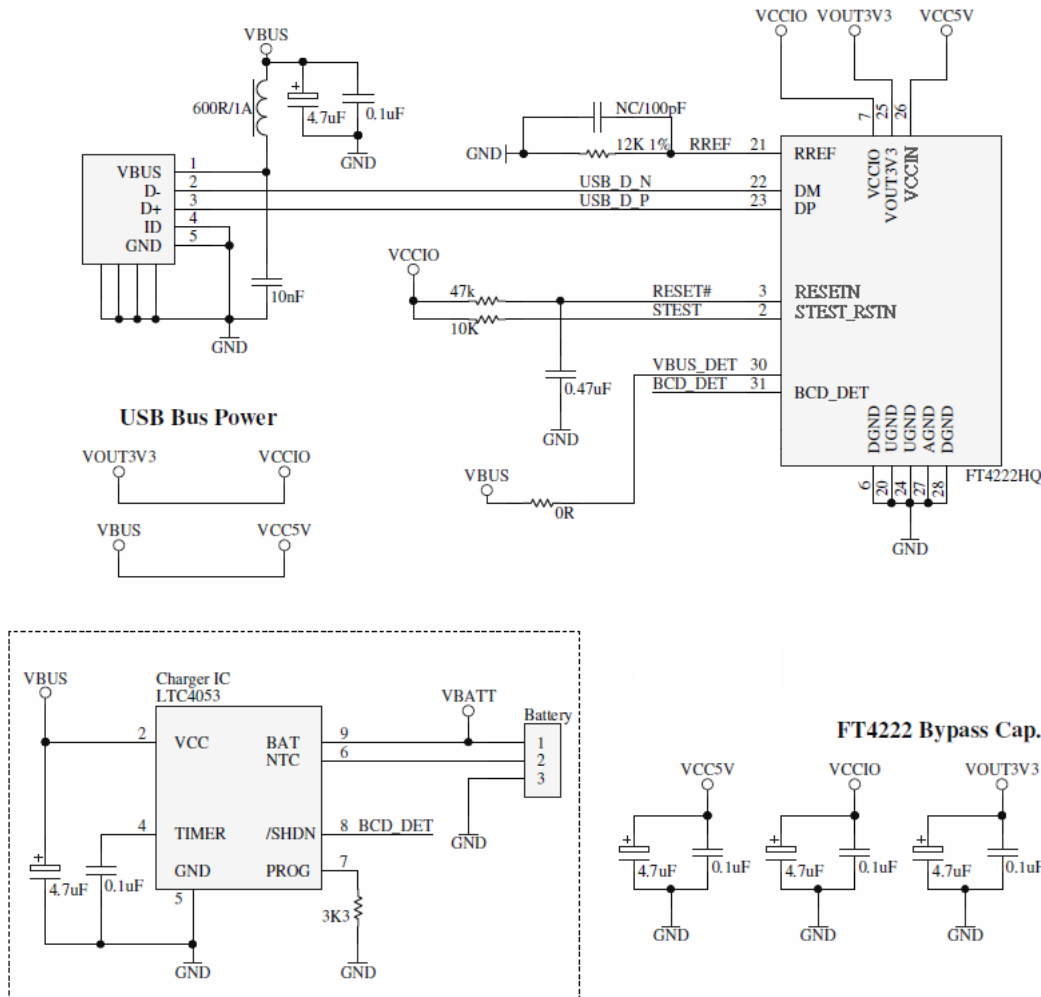 VCCIO VOUT3V3 VCC5V
VBUS
600R/1A
+
4.7uF
0.1uF
GND
NC/100pF
GND
12K 1%
RREF
7 25 26
21
RREF
VCCIO
VOUT3V3
VCCIN
VBUS 1
D- 2
D+ 3
ID 4
GND 5
USB_D_N 22 DM
USB_D_P 23 DP
10nF
GND
VCCIO
47k
RESET# 3 RESETN
10K
STEST 2 STEST_RSTN
0.47uF
GND
VBUS_DET 30
BCD_DET 31 BCD_DET
DGND
UGND
UGND
AGND
DGND
6 20 24 27 28
FT4222HQ
GND
VBUS
0R
USB Bus Power
VOUT3V3 VCCIO
VBUS VCC5V
VBUS
Charger IC
LTC4053
VBATT
Battery
2 VCC
BAT 9
NTC 6
1
2
3
4 TIMER
/SHDN 8 BCD_DET
GND
+
4.7uF
0.1uF
GND
5
PROG 7
3K3
GND
GND
FT4222 Bypass Cap.
VCC5V VCCIO VOUT3V3
+ + +
4.7uF 0.1uF 4.7uF 0.1uF 4.7uF 0.1uF
GND GND GND